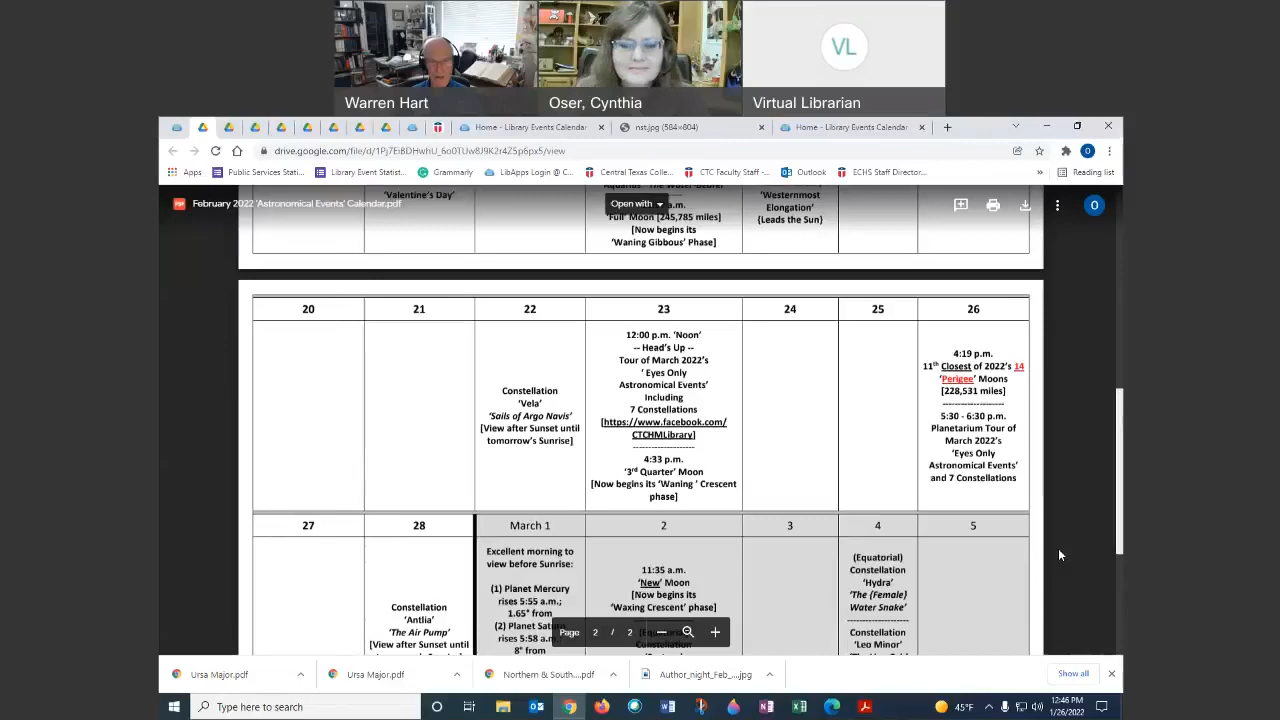 VL
Warren Hart
Oser, Cynthia
Virtual Librarian
Home - Library Events Calendar
nst.jpg (584×804)
Home - Library Events Calendar
drive.google.com/file/d/1Pj7EiBDHwhU_6o0TUw8J9K2r4Z5p6px5/view
Apps
Public Services Stati...
Library Event Statist...
Grammarly
LibApps Login @ C...
Central Texas Colle...
CTC Faculty Staff -...
Outlook
ECHS Staff Director...
»
Reading list
February 2022 'Astronomical Events' Calendar.pdf
Open with
O
O
'Valentine's Day'
Aquarius
'Full' Moon [245,785 miles]
[Now begins its
'Waning Gibbous' Phase]
'Westernmost
Elongation'
{Leads the Sun}
20 21 22 23 24 25 26
Constellation
'Vela'
'Sails of Argo Navis'
[View after Sunset until
tomorrow's Sunrise]
12:00 p.m. 'Noon'
-- Head's Up --
Tour of March 2022's
' Eyes Only
Astronomical Events'
Including
7 Constellations
[https://www.facebook.com/
CTCHMLibrary]
------------------
4:33 p.m.
'3rd Quarter' Moon
[Now begins its 'Waning ' Crescent
phase]
4:19 p.m.
11th Closest of 2022's 14
'Perigee' Moons
[228,531 miles]
------------------
5:30 - 6:30 p.m.
Planetarium Tour of
March 2022's
'Eyes Only
Astronomical Events'
and 7 Constellations
27 28 March 1 2 3 4 5
Constellation
'Antlia'
'The Air Pump'
[View after Sunset until
Excellent morning to
view before Sunrise:
(1) Planet Mercury
rises 5:55 a.m.;
1.65° from
(2) Planet Satu
rises 5:58 a.m
8° from
11:35 a.m.
'New' Moon
[Now begins its
'Waxing Crescent' phase]
(Equatorial)
Constellation
'Hydra'
'The {Female}
Water Snake'
------------------
Constellation
'Leo Minor'
Page 2 / 2
Ursa Major.pdf
Ursa Major.pdf
Northern & South....pdf
Author_night_Feb_...jpg
Show all
Type here to search
45°F
12:46 PM
1/26/2022